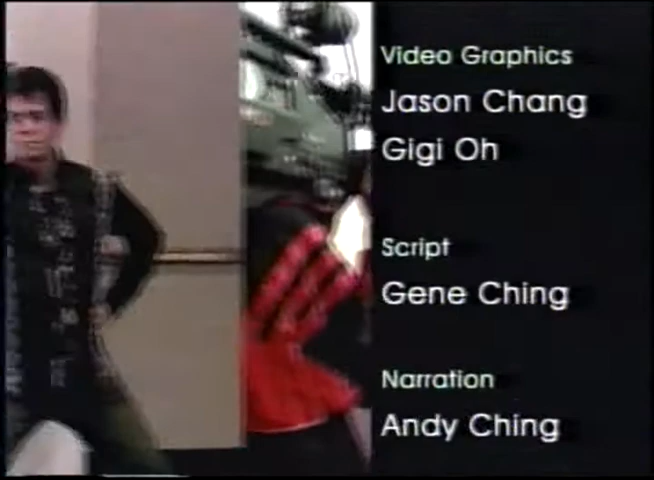 Video Graphics
Jason Chang
Gigi Oh
Script
Gene Ching
Narration
Andy Ching